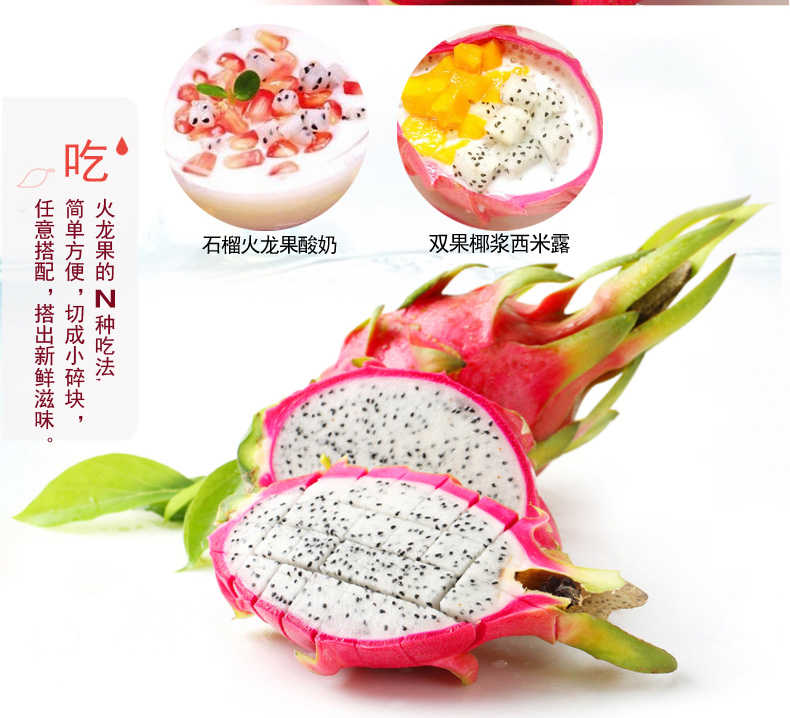 吃
火龙果的N种吃法,
简单方便，切成小碎块，
任意搭配，搭出新鲜滋味。
石榴火龙果酸奶
双果椰浆西米露